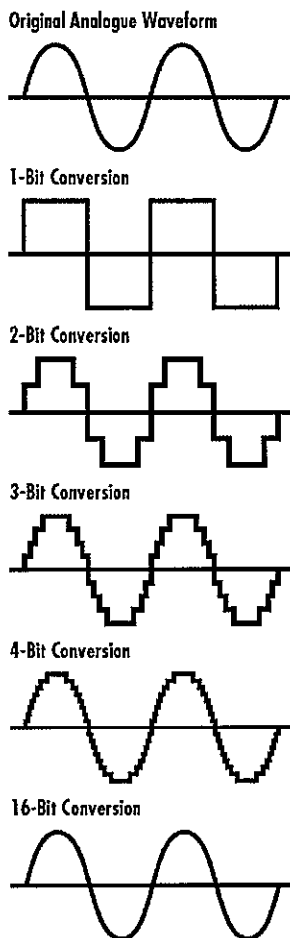 Original Analogue Waveform
1-Bit Conversion
2-Bit Conversion
3-Bit Conversion
4-Bit Conversion
16-Bit Conversion